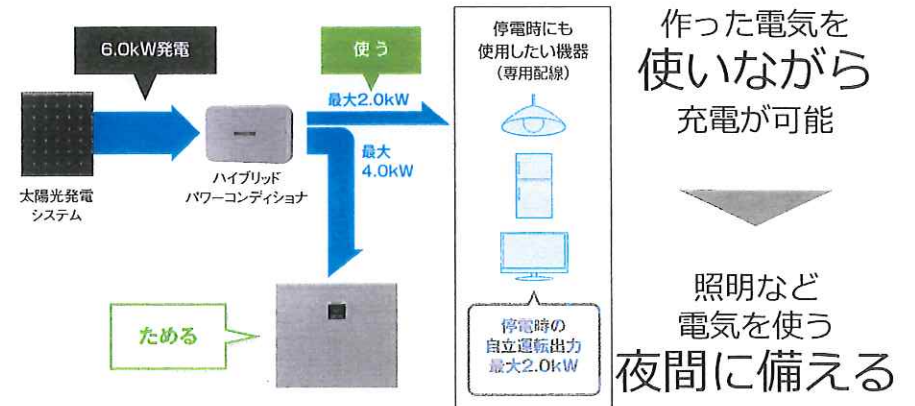 6.0kW発電
使う
最大2.0kW
最大
4.0kW
太陽光発電
システム
ハイブリッド
パワーコンディショナ
ためる
停電時にも
使用したい機器
（専用配線）
停電時の
自立運転出力
最大2.0kW
作った電気を
使いながら
充電が可能
照明など
電気を使う
夜間に備える